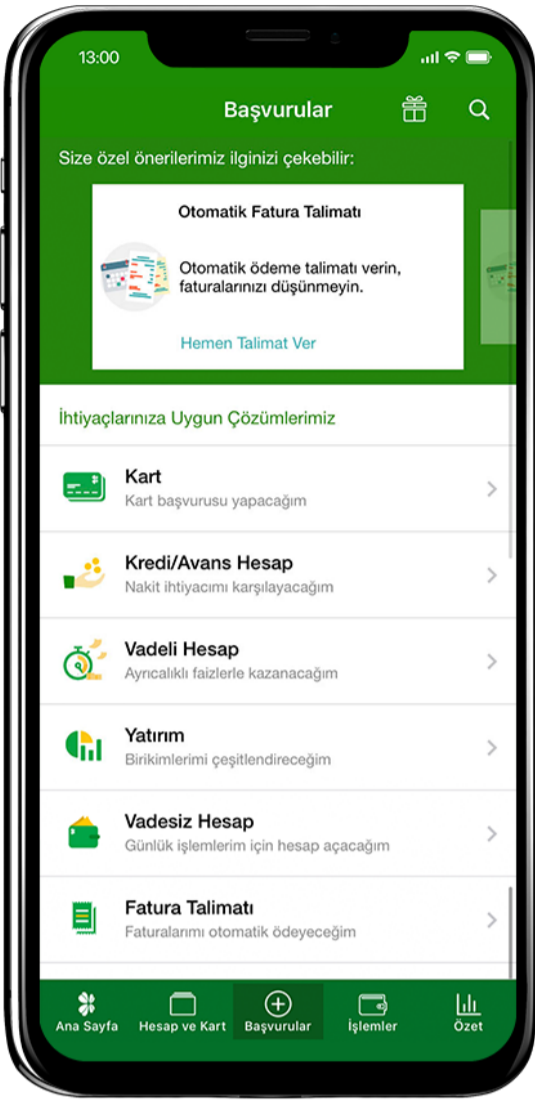 13:00
Başvurular
Size özel önerilerimiz ilginizi çekebilir:
Otomatik Fatura Talimatı
Otomatik ödeme talimatı verin,
faturalarınızı düşünmeyin.
Hemen Talimat Ver
İhtiyaçlarınıza Uygun Çözümlerimiz
Kart
Kart başvurusu yapacağım
Kredi/Avans Hesap
Nakit ihtiyacımı karşılayacağım
Vadeli Hesap
Ayrıcalıklı faizlerle kazanacağım
Yatırım
Birikimlerimi çeşitlendireceğim
Vadesiz Hesap
Günlük işlemlerim için hesap açacağım
Fatura Talimatı
Faturalarımı otomatik ödeyeceğim
Ana Sayfa Hesap ve Kart Başvurular İşlemler Özet